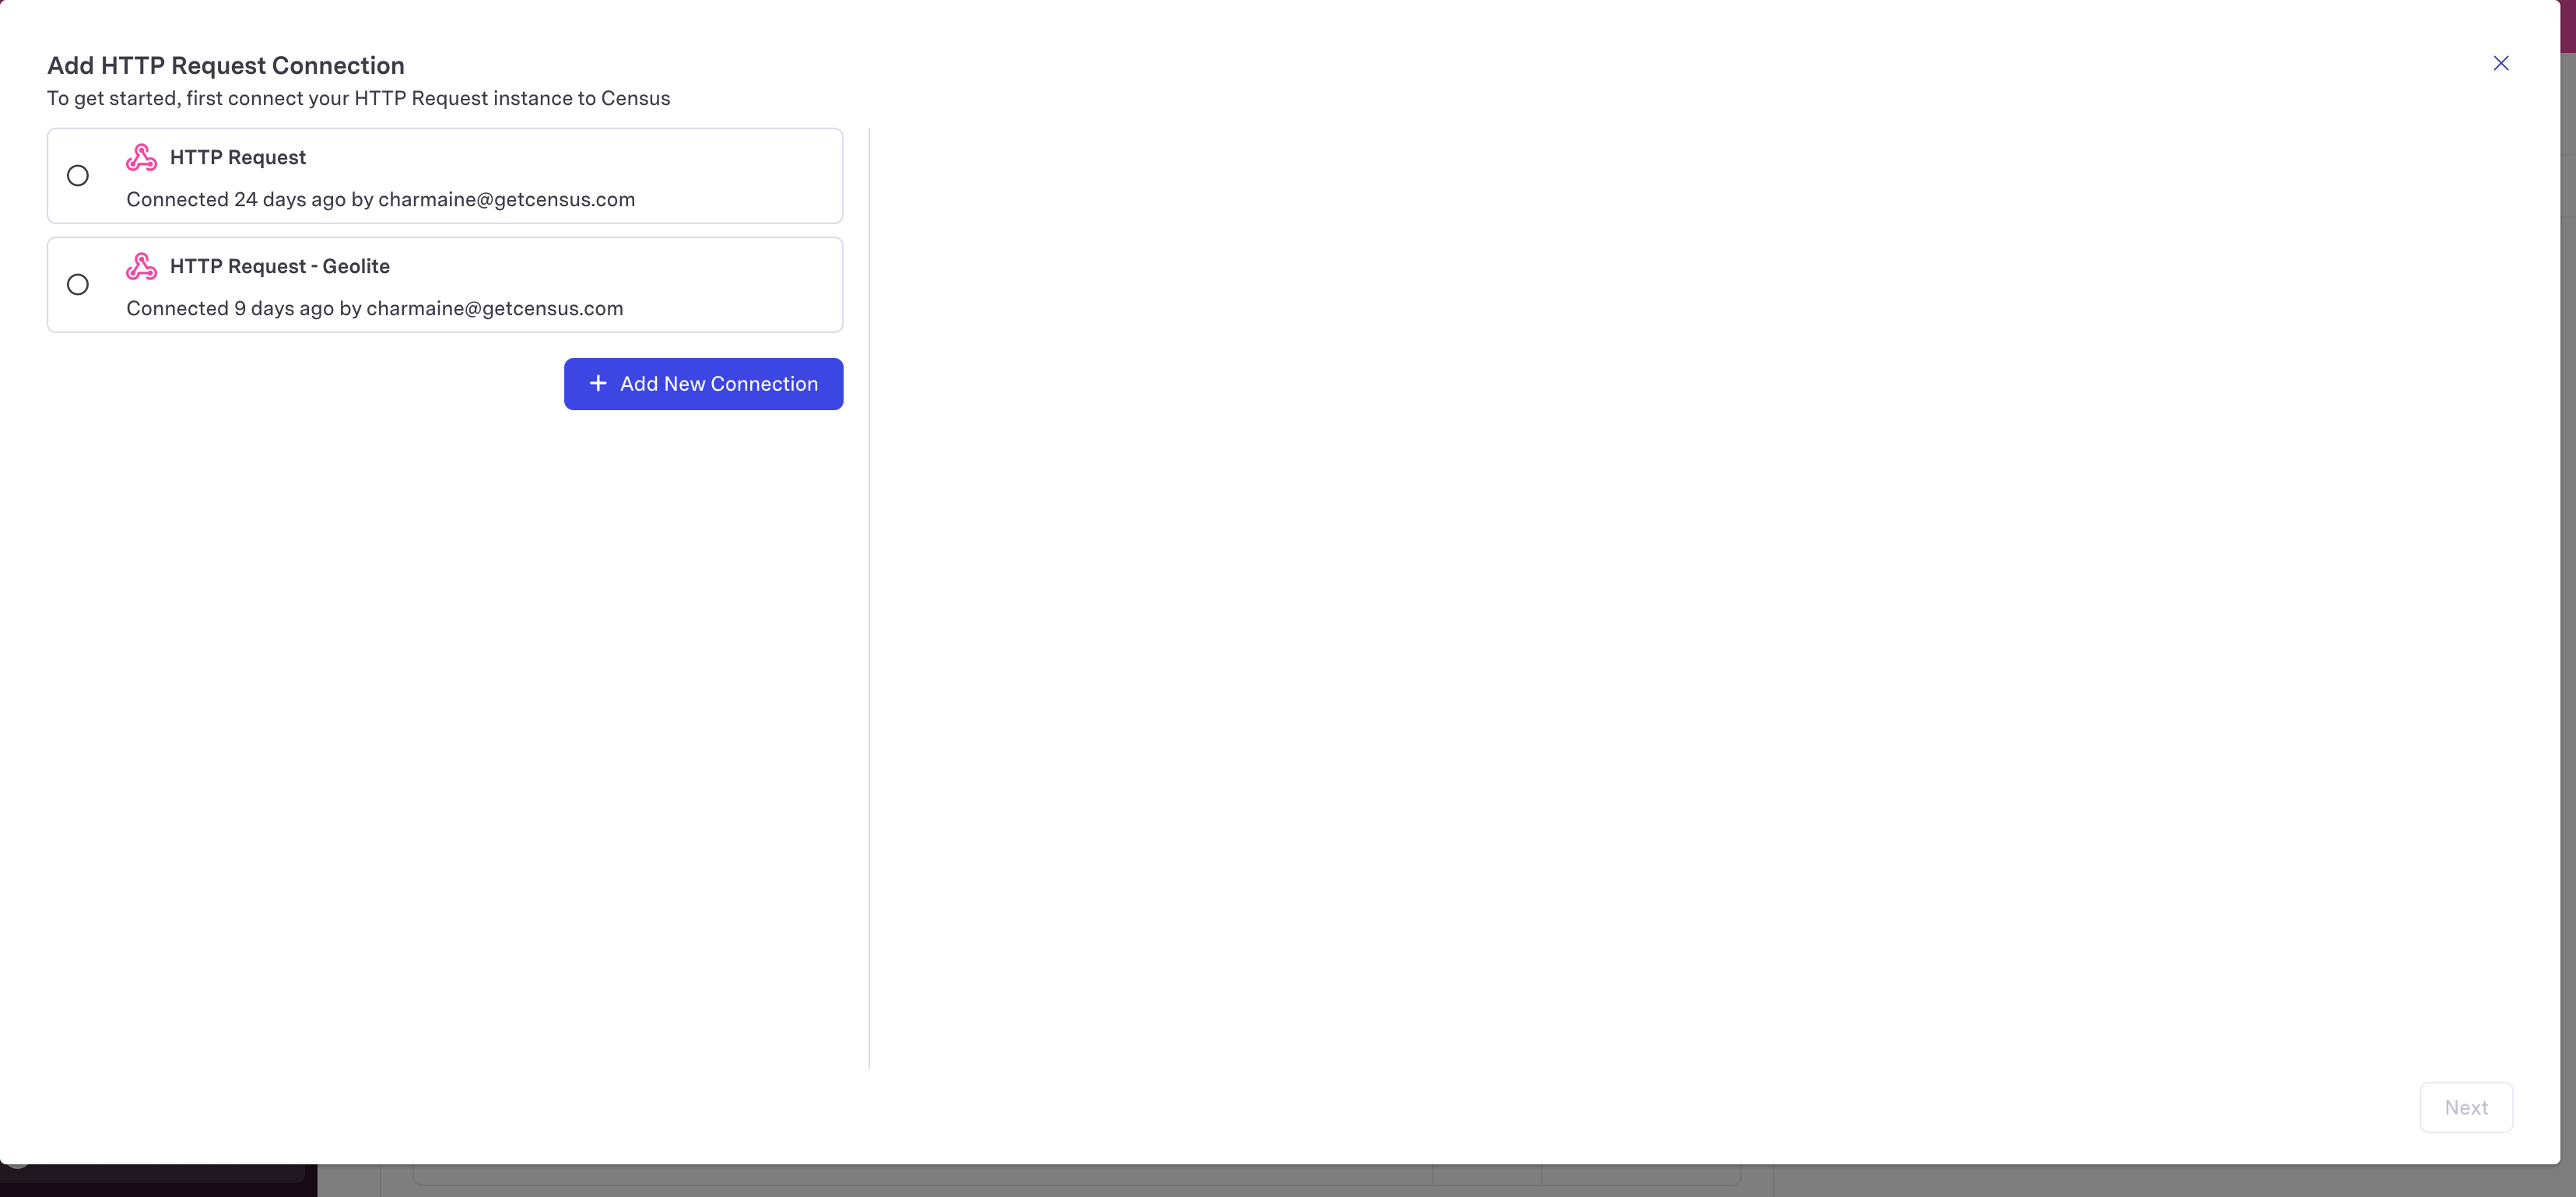 Add HTTP Request Connection
To get started, first connect your HTTP Request instance to Census
HTTP Request
Connected 24 days ago by charmaine@getcensus.com
HTTP Request - Geolite
Connected 9 days ago by charmaine@getcensus.com
Add New Connection
Next